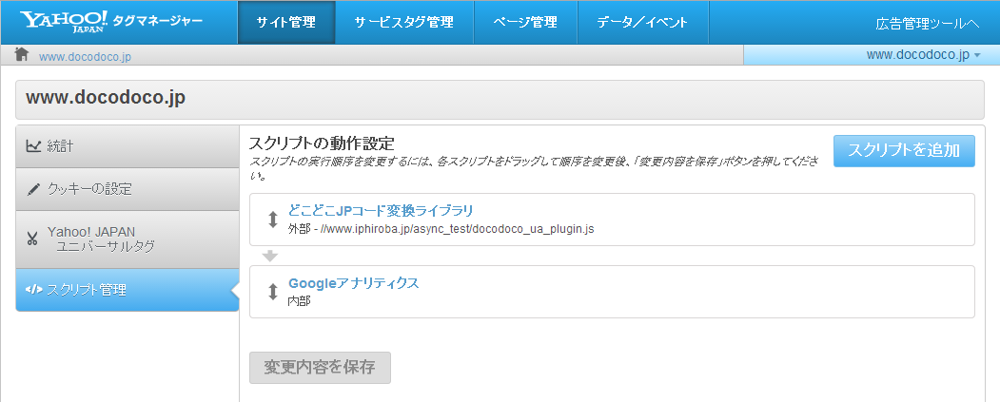 YAHOO! JAPAN タグマネージャー サイト管理 サービスタグ管理 ページ管理 データ／イベント 広告管理ツールへ
www.docodoco.jp www.docodoco.jp
www.docodoco.jp
統計
クッキーの設定
Yahoo! JAPAN
ユニバーサルタグ
スクリプト管理
スクリプトの動作設定
スクリプトの実行順序を変更するには、各スクリプトをドラッグして順序を変更後、「変更内容を保存」ボタンを押してくださ
い。
スクリプトを追加
どこどこJPコード変換ライブラリ
外部 - //www.iphiroba.jp/async_test/docodoco_ua_plugin.js
Googleアナリティクス
内部
変更内容を保存